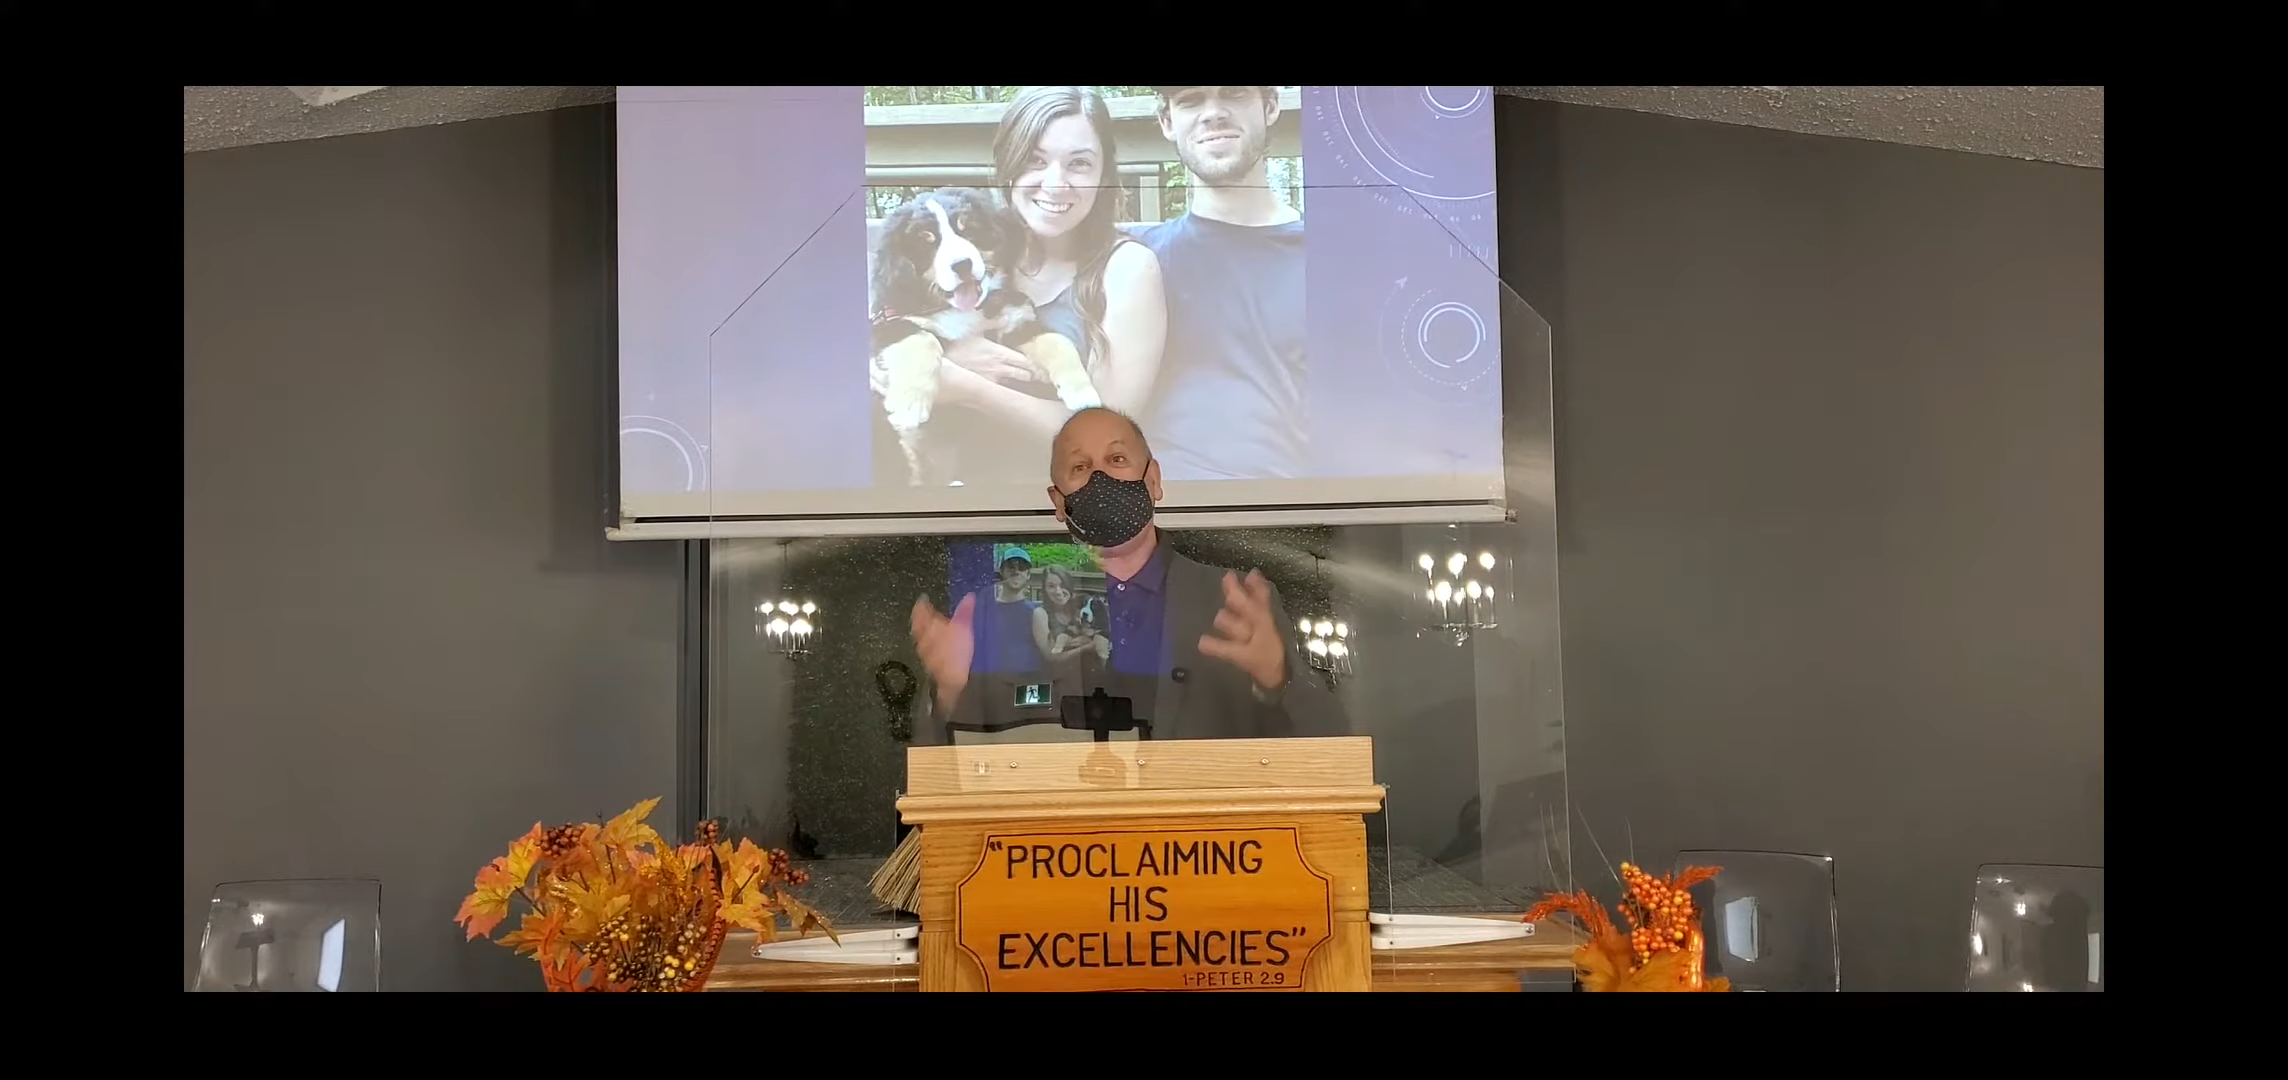 "PROCLAIMING
HIS
EXCELLENCIES"
1-PETER 2.9